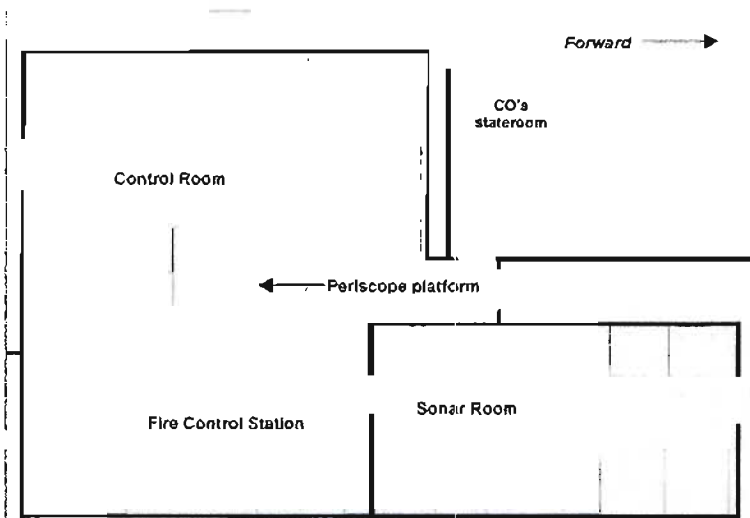 Forward
CO's
stateroom
Control Room
Periscope platform
Fire Control Station
Sonar Room